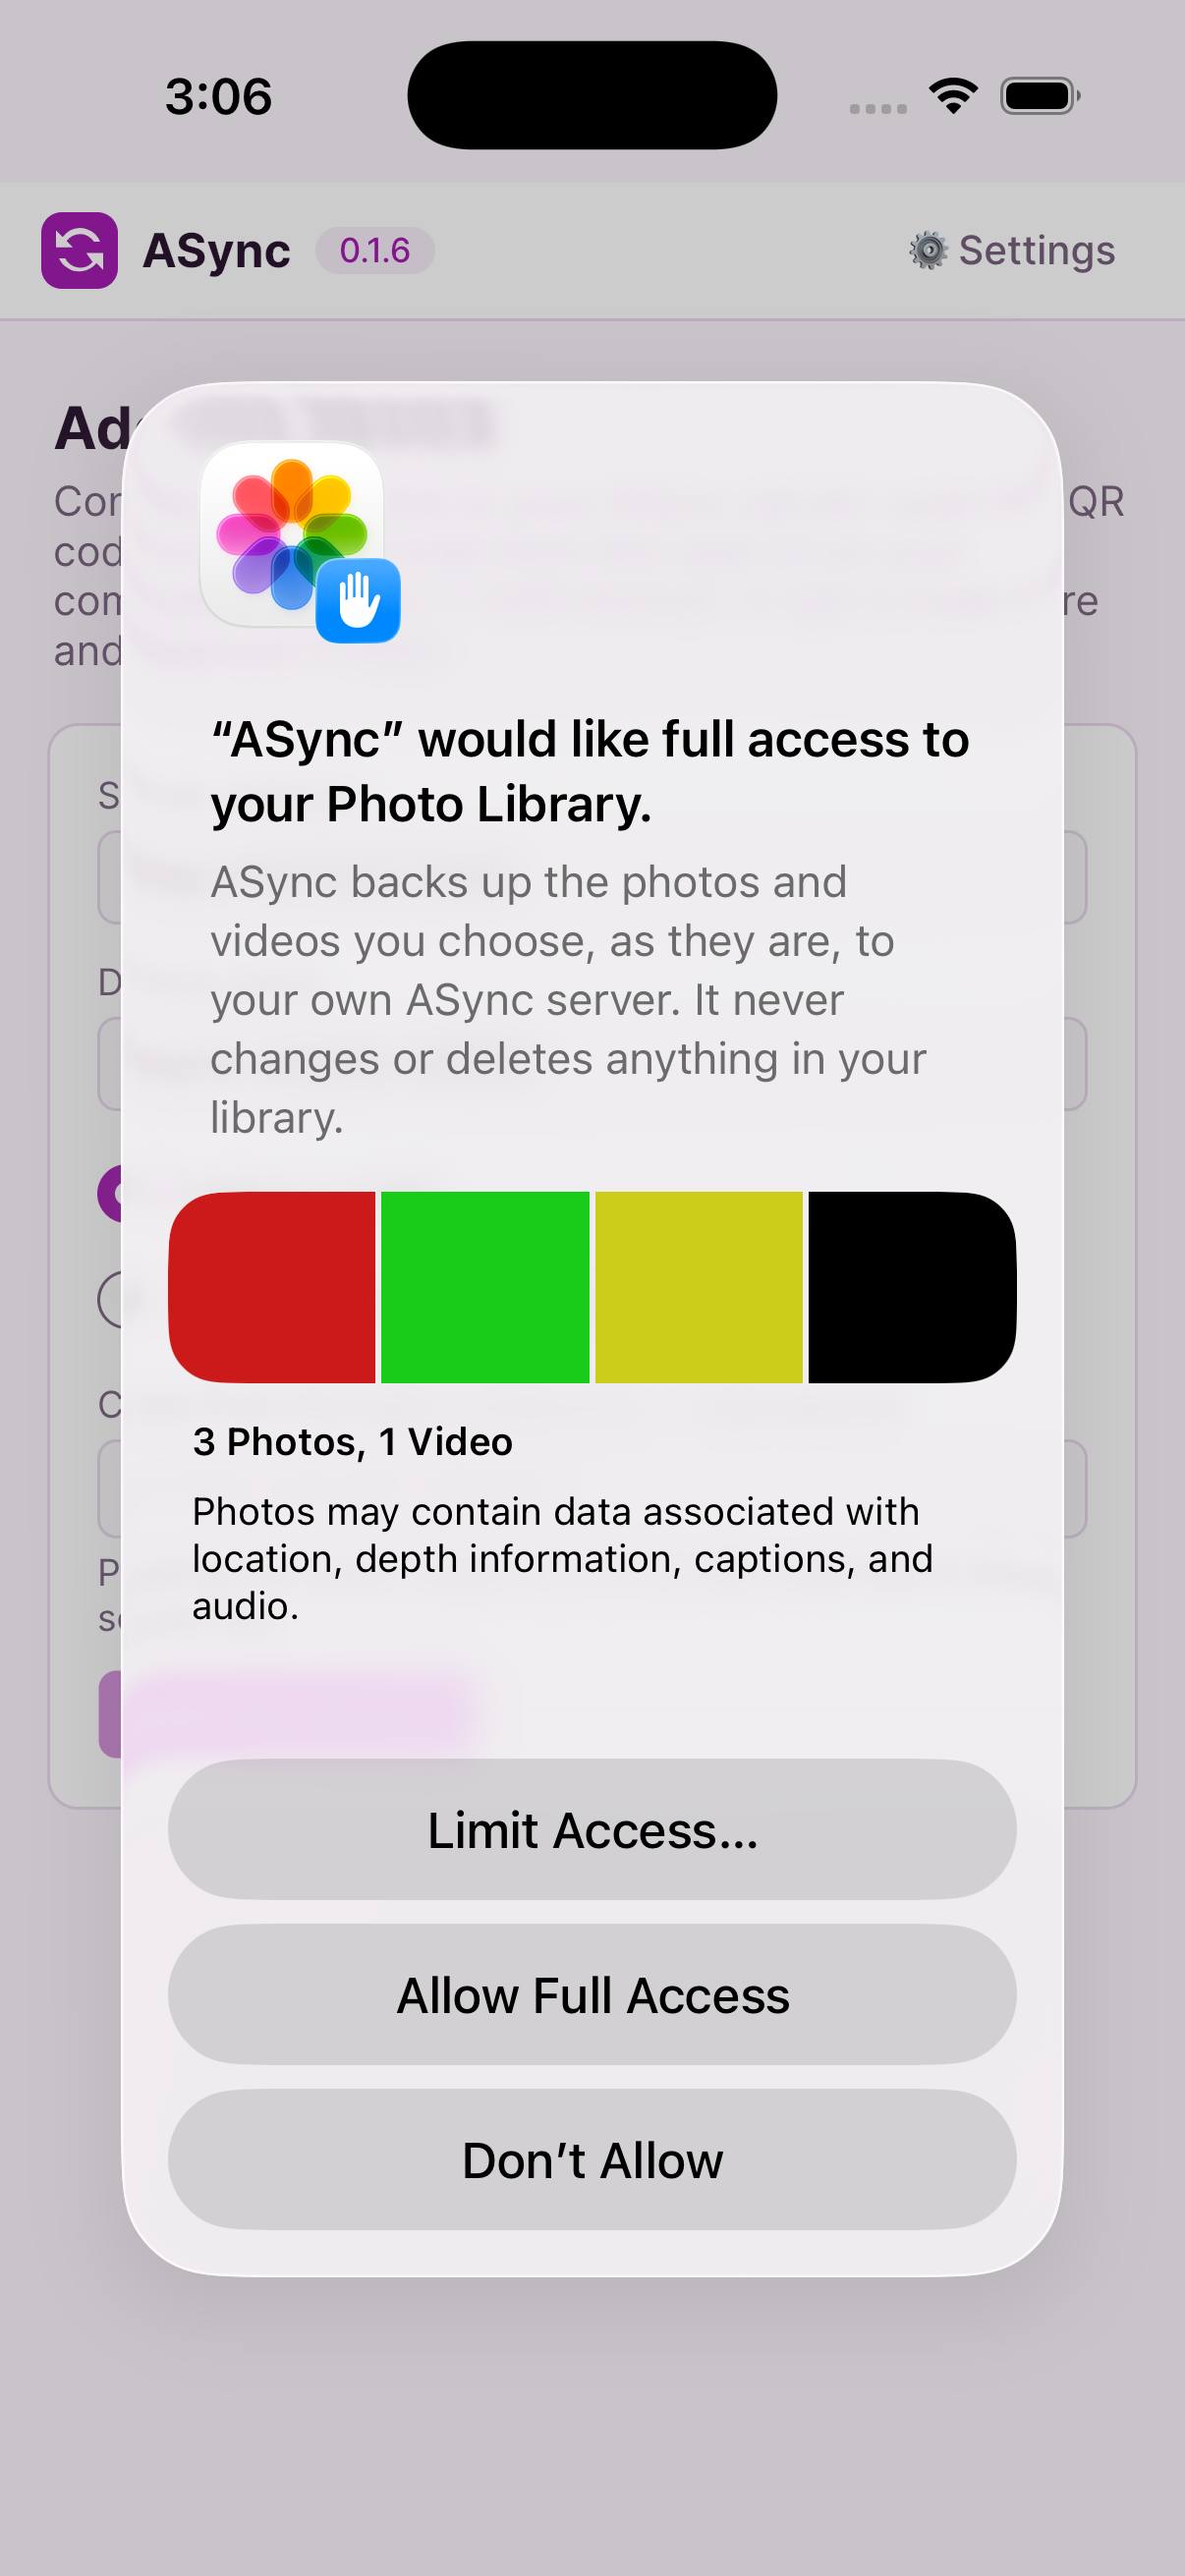 3:06
ASync 0.1.6 ⚙️ Settings
“ASync” would like full access to
your Photo Library.
ASync backs up the photos and
videos you choose, as they are, to
your own ASync server. It never
changes or deletes anything in your
library.
3 Photos, 1 Video
Photos may contain data associated with
location, depth information, captions, and
audio.
Limit Access...
Allow Full Access
Don’t Allow
QR
and